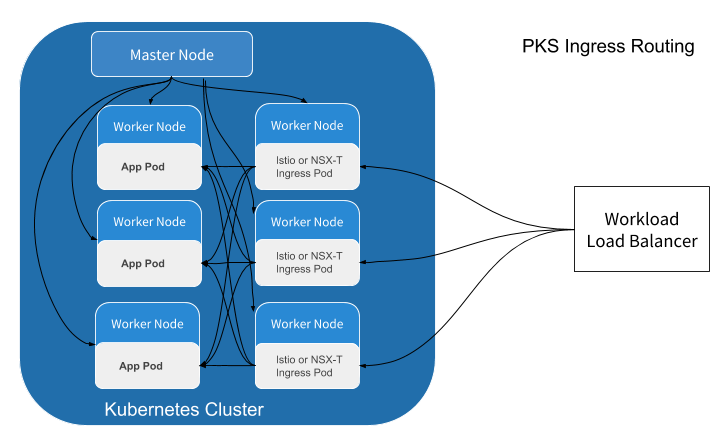 PKS Ingress Routing
Master Node
Worker Node
App Pod
Worker Node
Istio or NSX-T
Ingress Pod
Worker Node
App Pod
Worker Node
Istio or NSX-T
Ingress Pod
Worker Node
App Pod
Worker Node
Istio or NSX-T
Ingress Pod
Workload
Load Balancer
Kubernetes Cluster